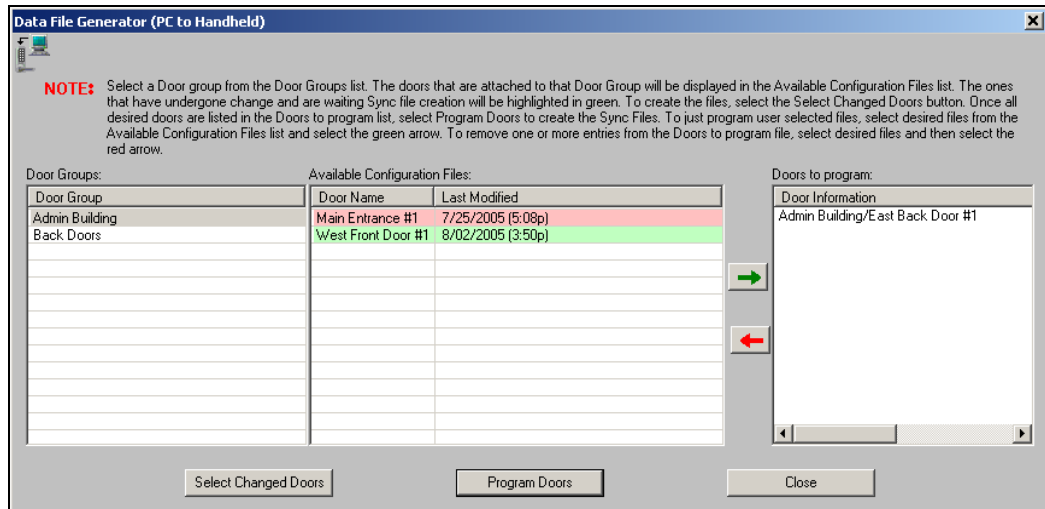 Data File Generator (PC to Handheld)
NOTE: Select a Door group from the Door Groups list. The doors that are attached to that Door Group will be displayed in the Available Configuration Files list. The ones
that have undergone change and are waiting Sync file creation will be highlighted in green. To create the files, select the Select Changed Doors button. Once all
desired doors are listed in the Doors to program list, select Program Doors to create the Sync Files. To just program user selected files, select desired files from the
Available Configuration Files list and select the green arrow. To remove one or more entries from the Doors to program file, select desired files and then select the
red arrow.
Door Groups: Available Configuration Files: Doors to program:
Door Group Door Name Last Modified Door Information
Admin Building Main Entrance #1 7/25/2005 (5:08p) Admin Building/East Back Door #1
Back Doors West Front Door #1 8/02/2005 (3:50p)
Select Changed Doors Program Doors Close